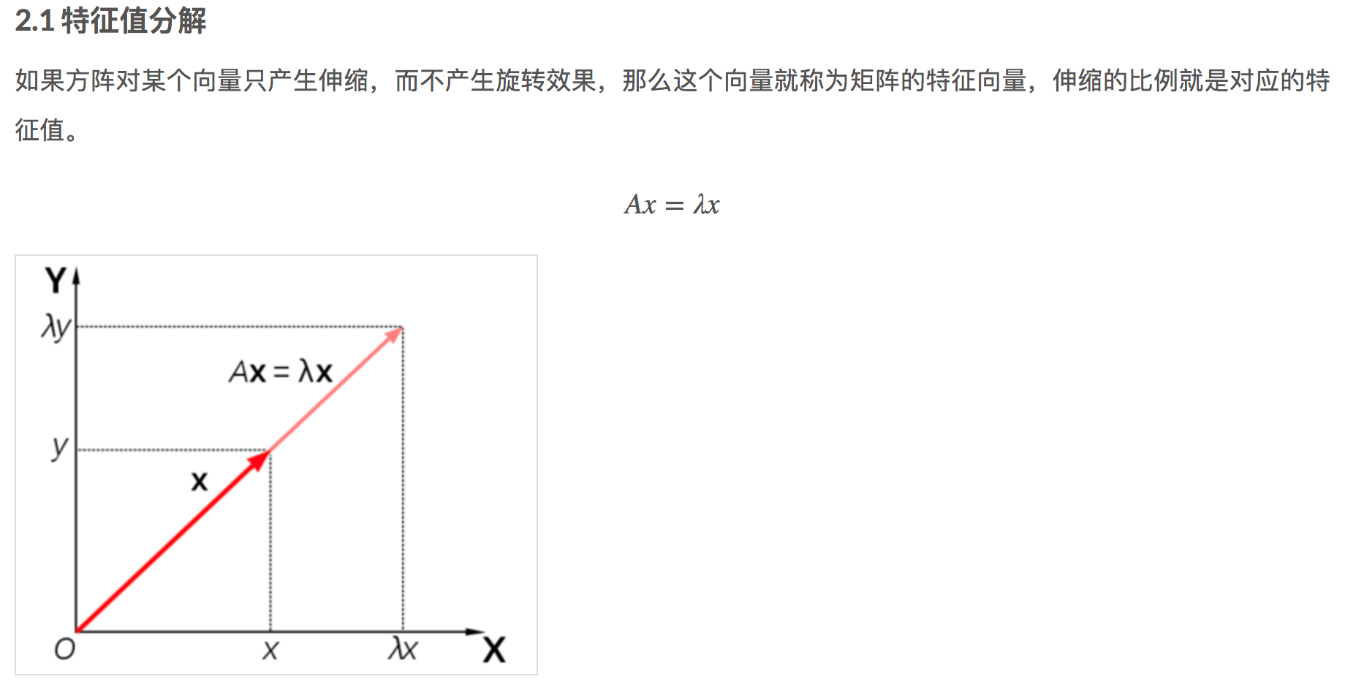 2.1 特征值分解
如果方阵对某个向量只产生伸缩，而不产生旋转效果，那么这个向量就称为矩阵的特征向量，伸缩的比例就是对应的特
征值。
Ax = λx
Y
λy
Ax = λx
y
x
O
x
λx
X